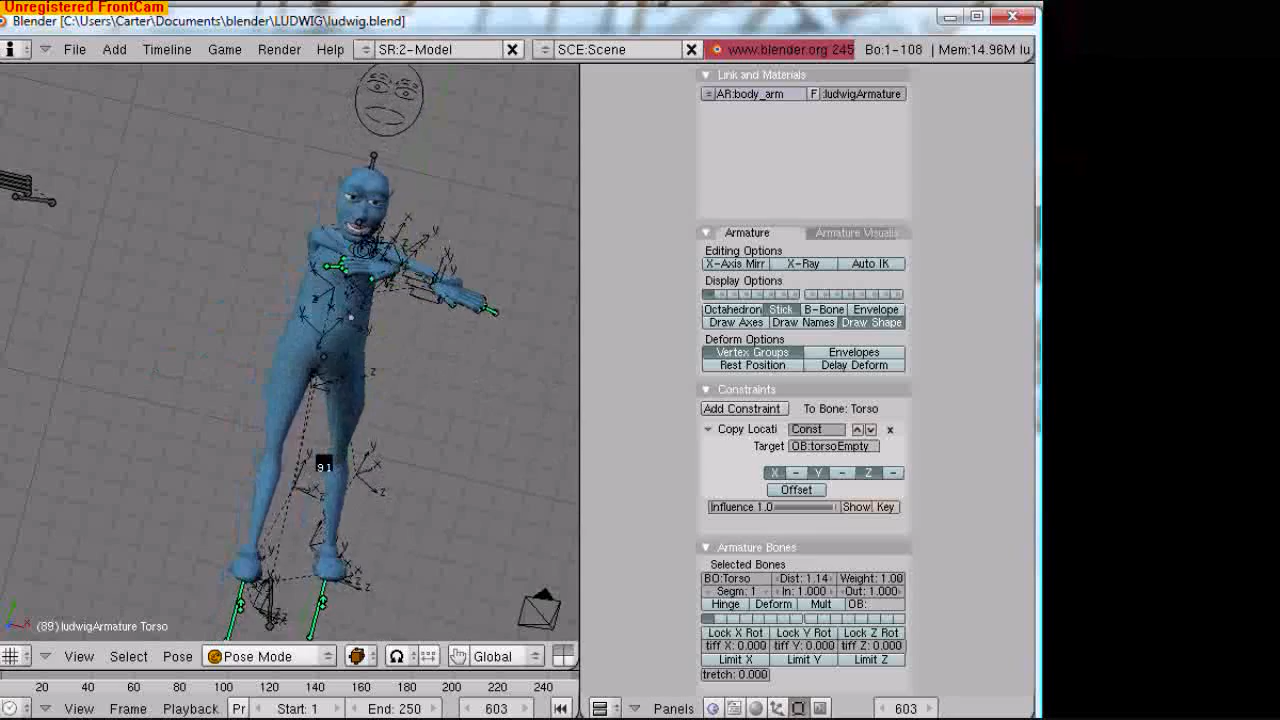 Unregistered FrontCam
Blender [C:\Users\Carter\Documents\blender\LUDWIG\ludwig.blend]
File Add Timeline Game Render Help SR:2-Model SCE:Scene www.blender.org 245 Bo:1-108 | Mem:14.96M lu
Link and Materials
AR:body_arm F :ludwigArmature
Armature Armature Visualis
Editing Options
X-Axis Mirr X-Ray Auto IK
Display Options
Octahedron Stick B-Bone Envelope
Draw Axes Draw Names Draw Shape
Deform Options
Vertex Groups Envelopes
Rest Position Delay Deform
Constraints
Add Constraint To Bone: Torso
Copy Locati Const x
Target OB:torsoEmpty
X - Y - Z -
Offset
Influence 1.0 Show Key
Armature Bones
Selected Bones
BO:Torso Dist: 1.14 Weight: 1.00
Segm: 1 In: 1.000 Out: 1.000
Hinge Deform Mult OB:
Lock X Rot Lock Y Rot Lock Z Rot
tiff X: 0.000 tiff Y: 0.000 tiff Z: 0.000
Limit X Limit Y Limit Z
tretch: 0.000
91
(89) ludwigArmature Torso
View Select Pose Pose Mode Global
20 40 60 80 100 120 140 160 180 200 220 240
View Frame Playback Pr Start: 1 End: 250 603
Panels 603